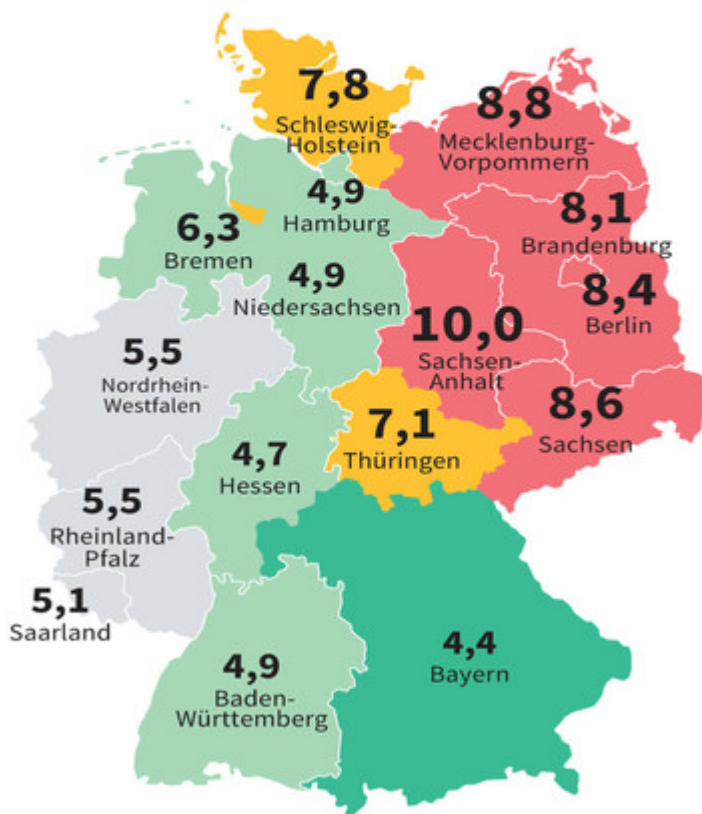 7,8
Schleswig-
Holstein
8,8
Mecklenburg-
Vorpommern
4,9
Hamburg
6,3
Bremen
8,1
Brandenburg
4,9
Niedersachsen
8,4
Berlin
10,0
Sachsen-
Anhalt
5,5
Nordrhein-
Westfalen
8,6
Sachsen
7,1
Thüringen
4,7
Hessen
5,5
Rheinland-
Pfalz
5,1
Saarland
4,9
Baden-
Württemberg
4,4
Bayern